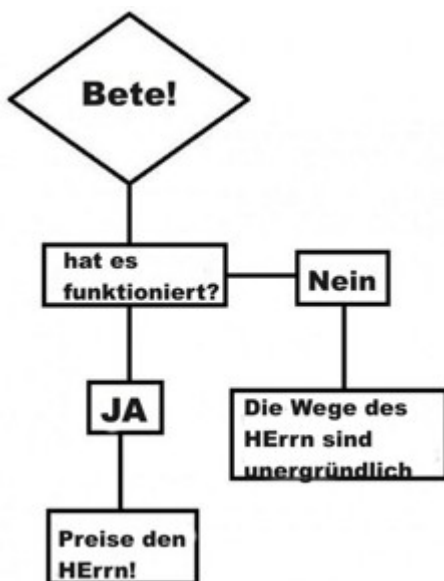 Bete!
hat es
funktioniert?
Nein
JA
Die Wege des
HErrn sind
unergründlich
Preise den
HErrn!